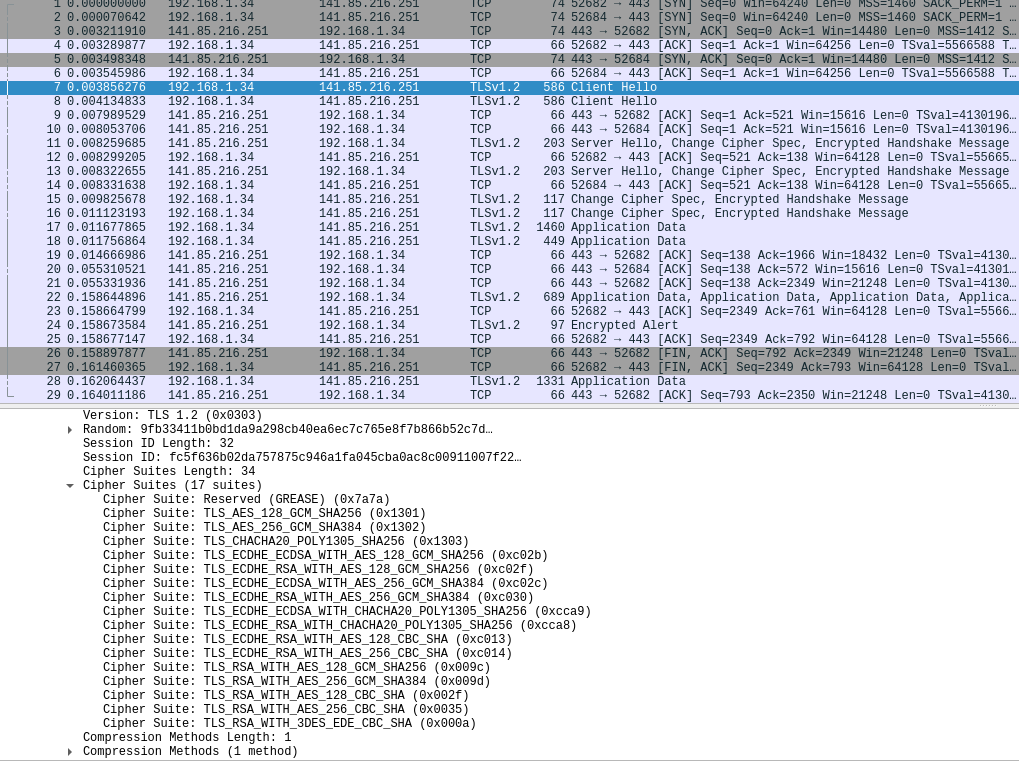 1 0.000000000 192.168.1.34 141.85.216.251 TCP 74 52682 → 443 [SYN] Seq=0 Win=64240 Len=0 MSS=1460 SACK_PERM=1 …
2 0.000070642 192.168.1.34 141.85.216.251 TCP 74 52684 → 443 [SYN] Seq=0 Win=64240 Len=0 MSS=1460 SACK_PERM=1 …
3 0.003211910 141.85.216.251 192.168.1.34 TCP 74 443 → 52682 [SYN, ACK] Seq=0 Ack=1 Win=14480 Len=0 MSS=1412 S…
4 0.003289877 192.168.1.34 141.85.216.251 TCP 66 52682 → 443 [ACK] Seq=1 Ack=1 Win=64256 Len=0 TSval=5566588 T…
5 0.003498348 141.85.216.251 192.168.1.34 TCP 74 443 → 52684 [SYN, ACK] Seq=0 Ack=1 Win=14480 Len=0 MSS=1412 S…
6 0.003545986 192.168.1.34 141.85.216.251 TCP 66 52684 → 443 [ACK] Seq=1 Ack=1 Win=64256 Len=0 TSval=5566588 T…
7 0.003856276 192.168.1.34 141.85.216.251 TLSv1.2 586 Client Hello
8 0.004134833 192.168.1.34 141.85.216.251 TLSv1.2 586 Client Hello
9 0.007989529 141.85.216.251 192.168.1.34 TCP 66 443 → 52682 [ACK] Seq=1 Ack=521 Win=15616 Len=0 TSval=4130196…
10 0.008053706 141.85.216.251 192.168.1.34 TCP 66 443 → 52684 [ACK] Seq=1 Ack=521 Win=15616 Len=0 TSval=4130196…
11 0.008259685 141.85.216.251 192.168.1.34 TLSv1.2 203 Server Hello, Change Cipher Spec, Encrypted Handshake Message
12 0.008299205 192.168.1.34 141.85.216.251 TCP 66 52682 → 443 [ACK] Seq=521 Ack=138 Win=64128 Len=0 TSval=55665…
13 0.008322655 141.85.216.251 192.168.1.34 TLSv1.2 203 Server Hello, Change Cipher Spec, Encrypted Handshake Message
14 0.008331638 192.168.1.34 141.85.216.251 TCP 66 52684 → 443 [ACK] Seq=521 Ack=138 Win=64128 Len=0 TSval=55665…
15 0.009825678 192.168.1.34 141.85.216.251 TLSv1.2 117 Change Cipher Spec, Encrypted Handshake Message
16 0.011123193 192.168.1.34 141.85.216.251 TLSv1.2 117 Change Cipher Spec, Encrypted Handshake Message
17 0.011677865 192.168.1.34 141.85.216.251 TLSv1.2 1460 Application Data
18 0.011756864 192.168.1.34 141.85.216.251 TLSv1.2 449 Application Data
19 0.014666986 141.85.216.251 192.168.1.34 TCP 66 443 → 52682 [ACK] Seq=138 Ack=1966 Win=18432 Len=0 TSval=4130…
20 0.055310521 141.85.216.251 192.168.1.34 TCP 66 443 → 52684 [ACK] Seq=138 Ack=572 Win=15616 Len=0 TSval=41301…
21 0.055331936 141.85.216.251 192.168.1.34 TCP 66 443 → 52682 [ACK] Seq=138 Ack=2349 Win=21248 Len=0 TSval=4130…
22 0.158644896 141.85.216.251 192.168.1.34 TLSv1.2 689 Application Data, Application Data, Application Data, Applica…
23 0.158664799 192.168.1.34 141.85.216.251 TCP 66 52682 → 443 [ACK] Seq=2349 Ack=761 Win=64128 Len=0 TSval=5566…
24 0.158673584 141.85.216.251 192.168.1.34 TLSv1.2 97 Encrypted Alert
25 0.158677147 192.168.1.34 141.85.216.251 TCP 66 52682 → 443 [ACK] Seq=2349 Ack=792 Win=64128 Len=0 TSval=5566…
26 0.158897877 141.85.216.251 192.168.1.34 TCP 66 443 → 52682 [FIN, ACK] Seq=792 Ack=2349 Win=21248 Len=0 TSval…
27 0.161460365 192.168.1.34 141.85.216.251 TCP 66 52682 → 443 [FIN, ACK] Seq=2349 Ack=793 Win=64128 Len=0 TSval…
28 0.162064437 192.168.1.34 141.85.216.251 TLSv1.2 1331 Application Data
29 0.164011186 141.85.216.251 192.168.1.34 TCP 66 443 → 52682 [ACK] Seq=793 Ack=2350 Win=21248 Len=0 TSval=4130…
Version: TLS 1.2 (0x0303)
Random: 9fb33411b0bd1da9a298cb40ea6ec7c765e8f7b866b52c7d…
Session ID Length: 32
Session ID: fc5f636b02da757875c946a1fa045cba0ac8c00911007f22…
Cipher Suites Length: 34
Cipher Suites (17 suites)
Cipher Suite: Reserved (GREASE) (0x7a7a)
Cipher Suite: TLS_AES_128_GCM_SHA256 (0x1301)
Cipher Suite: TLS_AES_256_GCM_SHA384 (0x1302)
Cipher Suite: TLS_CHACHA20_POLY1305_SHA256 (0x1303)
Cipher Suite: TLS_ECDHE_ECDSA_WITH_AES_128_GCM_SHA256 (0xc02b)
Cipher Suite: TLS_ECDHE_RSA_WITH_AES_128_GCM_SHA256 (0xc02f)
Cipher Suite: TLS_ECDHE_ECDSA_WITH_AES_256_GCM_SHA384 (0xc02c)
Cipher Suite: TLS_ECDHE_RSA_WITH_AES_256_GCM_SHA384 (0xc030)
Cipher Suite: TLS_ECDHE_ECDSA_WITH_CHACHA20_POLY1305_SHA256 (0xcca9)
Cipher Suite: TLS_ECDHE_RSA_WITH_CHACHA20_POLY1305_SHA256 (0xcca8)
Cipher Suite: TLS_ECDHE_RSA_WITH_AES_128_CBC_SHA (0xc013)
Cipher Suite: TLS_ECDHE_RSA_WITH_AES_256_CBC_SHA (0xc014)
Cipher Suite: TLS_RSA_WITH_AES_128_GCM_SHA256 (0x009c)
Cipher Suite: TLS_RSA_WITH_AES_256_GCM_SHA384 (0x009d)
Cipher Suite: TLS_RSA_WITH_AES_128_CBC_SHA (0x002f)
Cipher Suite: TLS_RSA_WITH_AES_256_CBC_SHA (0x0035)
Cipher Suite: TLS_RSA_WITH_3DES_EDE_CBC_SHA (0x000a)
Compression Methods Length: 1
Compression Methods (1 method)